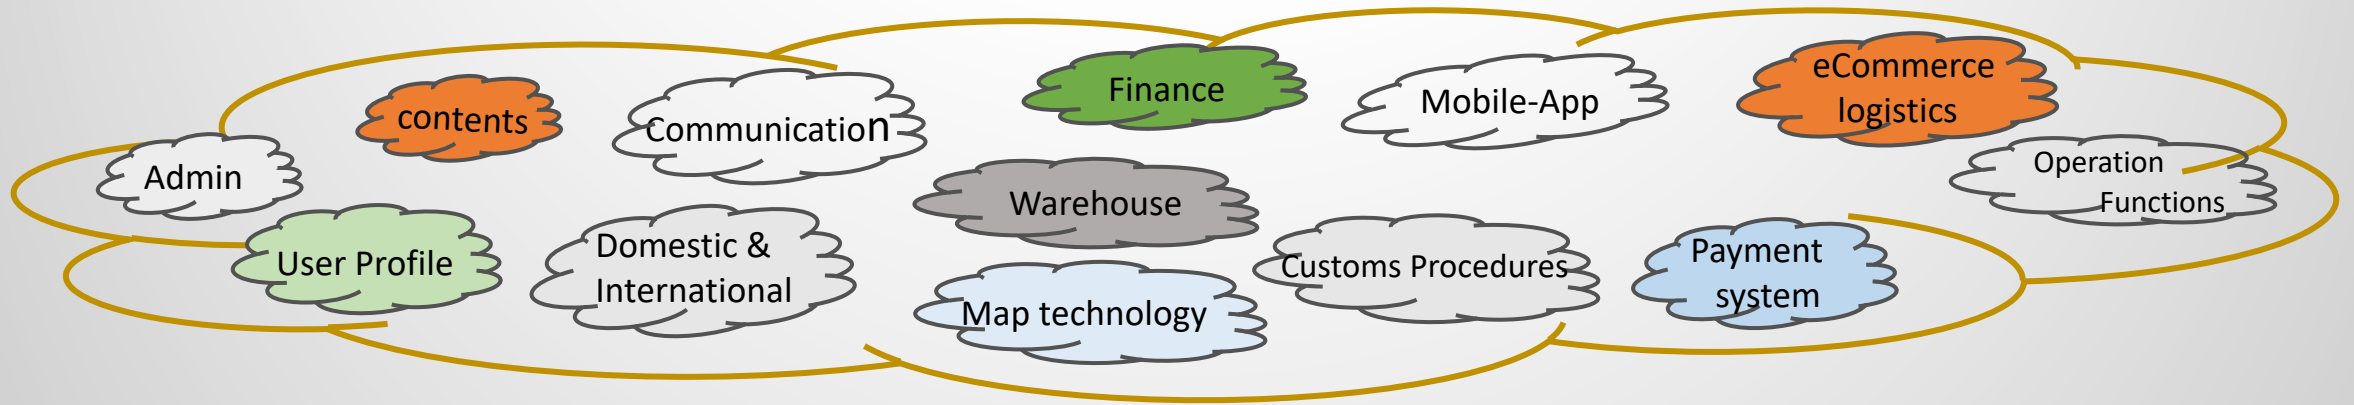 Admin
contents
Communication
Finance
Mobile-App
eCommerce
logistics
Operation
Functions
User Profile
Domestic &
International
Warehouse
Map technology
Customs Procedures
Payment
system